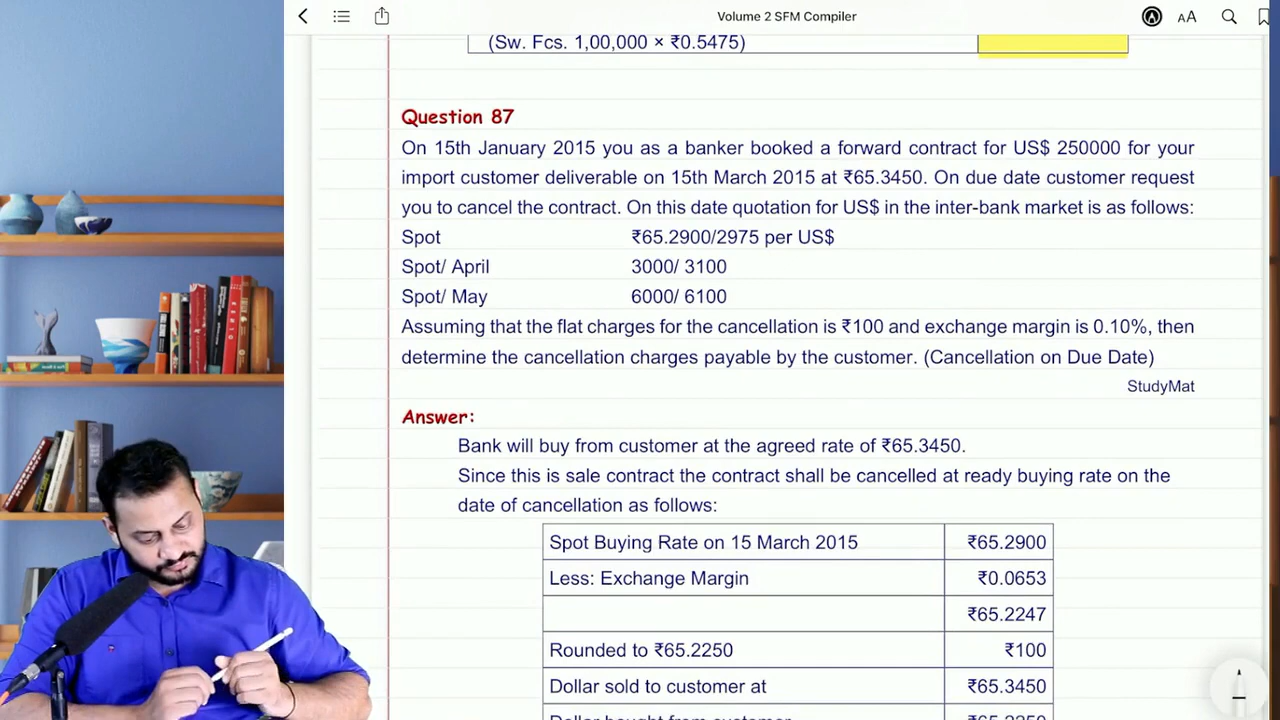 Volume 2 SFM Compiler
AA
(Sw. Fcs. 1,00,000 × ₹0.5475)
Question 87
On 15th January 2015 you as a banker booked a forward contract for US$ 250000 for your
import customer deliverable on 15th March 2015 at ₹65.3450. On due date customer request
you to cancel the contract. On this date quotation for US$ in the inter-bank market is as follows:
Spot ₹65.2900/2975 per US$
Spot/ April 3000/ 3100
Spot/ May 6000/ 6100
Assuming that the flat charges for the cancellation is ₹100 and exchange margin is 0.10%, then
determine the cancellation charges payable by the customer. (Cancellation on Due Date)
StudyMat
Answer:
Bank will buy from customer at the agreed rate of ₹65.3450.
Since this is sale contract the contract shall be cancelled at ready buying rate on the
date of cancellation as follows:
Spot Buying Rate on 15 March 2015 ₹65.2900
Less: Exchange Margin ₹0.0653
₹65.2247
Rounded to ₹65.2250 ₹100
Dollar sold to customer at ₹65.3450
Dollar bought from customer ₹65.2250